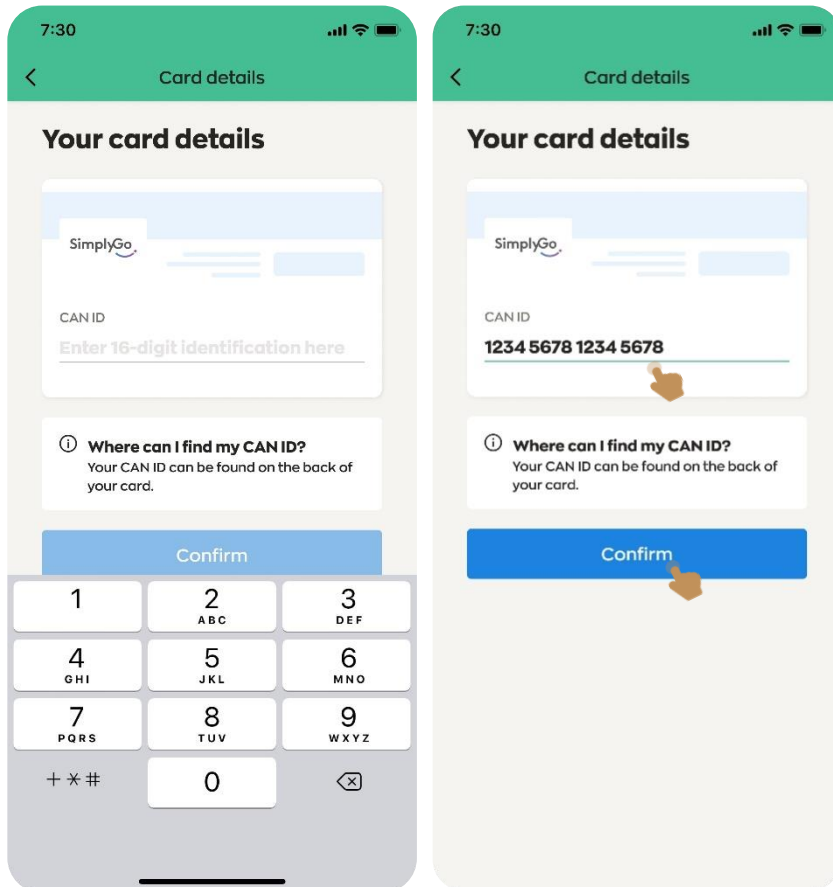 7:30
Card details
Your card details
SimplyGo
CAN ID
Enter 16-digit identification here
Where can I find my CAN ID?
Your CAN ID can be found on the back of
your card.
Confirm
1
2
ABC
3
DEF
4
GHI
5
JKL
6
MNO
7
PQRS
8
TUV
9
WXYZ
+*#
0
7:30
Card details
Your card details
SimplyGo
CAN ID
1234 5678 1234 5678
Where can I find my CAN ID?
Your CAN ID can be found on the back of
your card.
Confirm